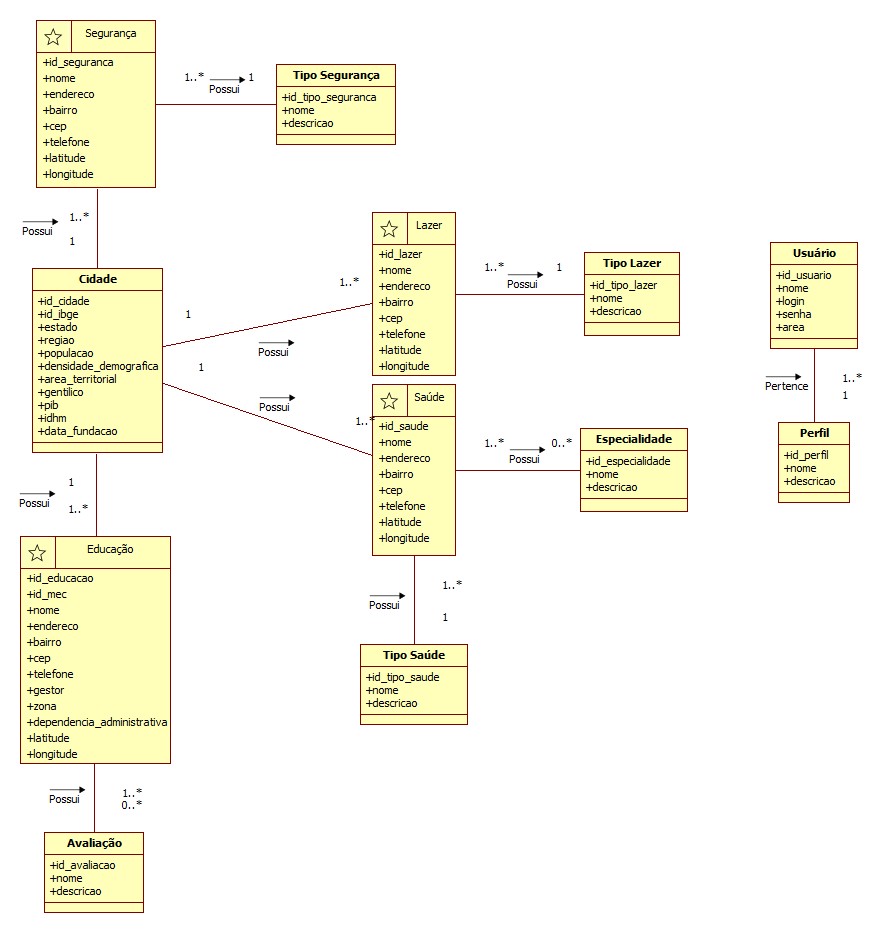 Segurança
+id_seguranca
+nome
+endereco
+bairro
+cep
+telefone
+latitude
+longitude
1..*
1
Possui
Tipo Segurança
+id_tipo_seguranca
+nome
+descricao
Possui
1..*
1
Cidade
+id_cidade
+id_ibge
+estado
+regiao
+populacao
+densidade_demografica
+area_territorial
+gentilico
+pib
+idhm
+data_fundacao
1
1..*
Possui
Lazer
+id_lazer
+nome
+endereco
+bairro
+cep
+telefone
+latitude
+longitude
1..*
1
Possui
Tipo Lazer
+id_tipo_lazer
+nome
+descricao
Usuário
+id_usuario
+nome
+login
+senha
+area
Pertence
1..*
1
Perfil
+id_perfil
+nome
+descricao
1
Possui
1..*
Saúde
+id_saude
+nome
+endereco
+bairro
+cep
+telefone
+latitude
+longitude
1..*
0..*
Possui
Especialidade
+id_especialidade
+nome
+descricao
Possui
1..*
1
Tipo Saúde
+id_tipo_saude
+nome
+descricao
1
Possui
1..*
Educação
+id_educacao
+id_mec
+nome
+endereco
+bairro
+cep
+telefone
+gestor
+zona
+dependencia_administrativa
+latitude
+longitude
Possui
1..*
0..*
Avaliação
+id_avaliacao
+nome
+descricao